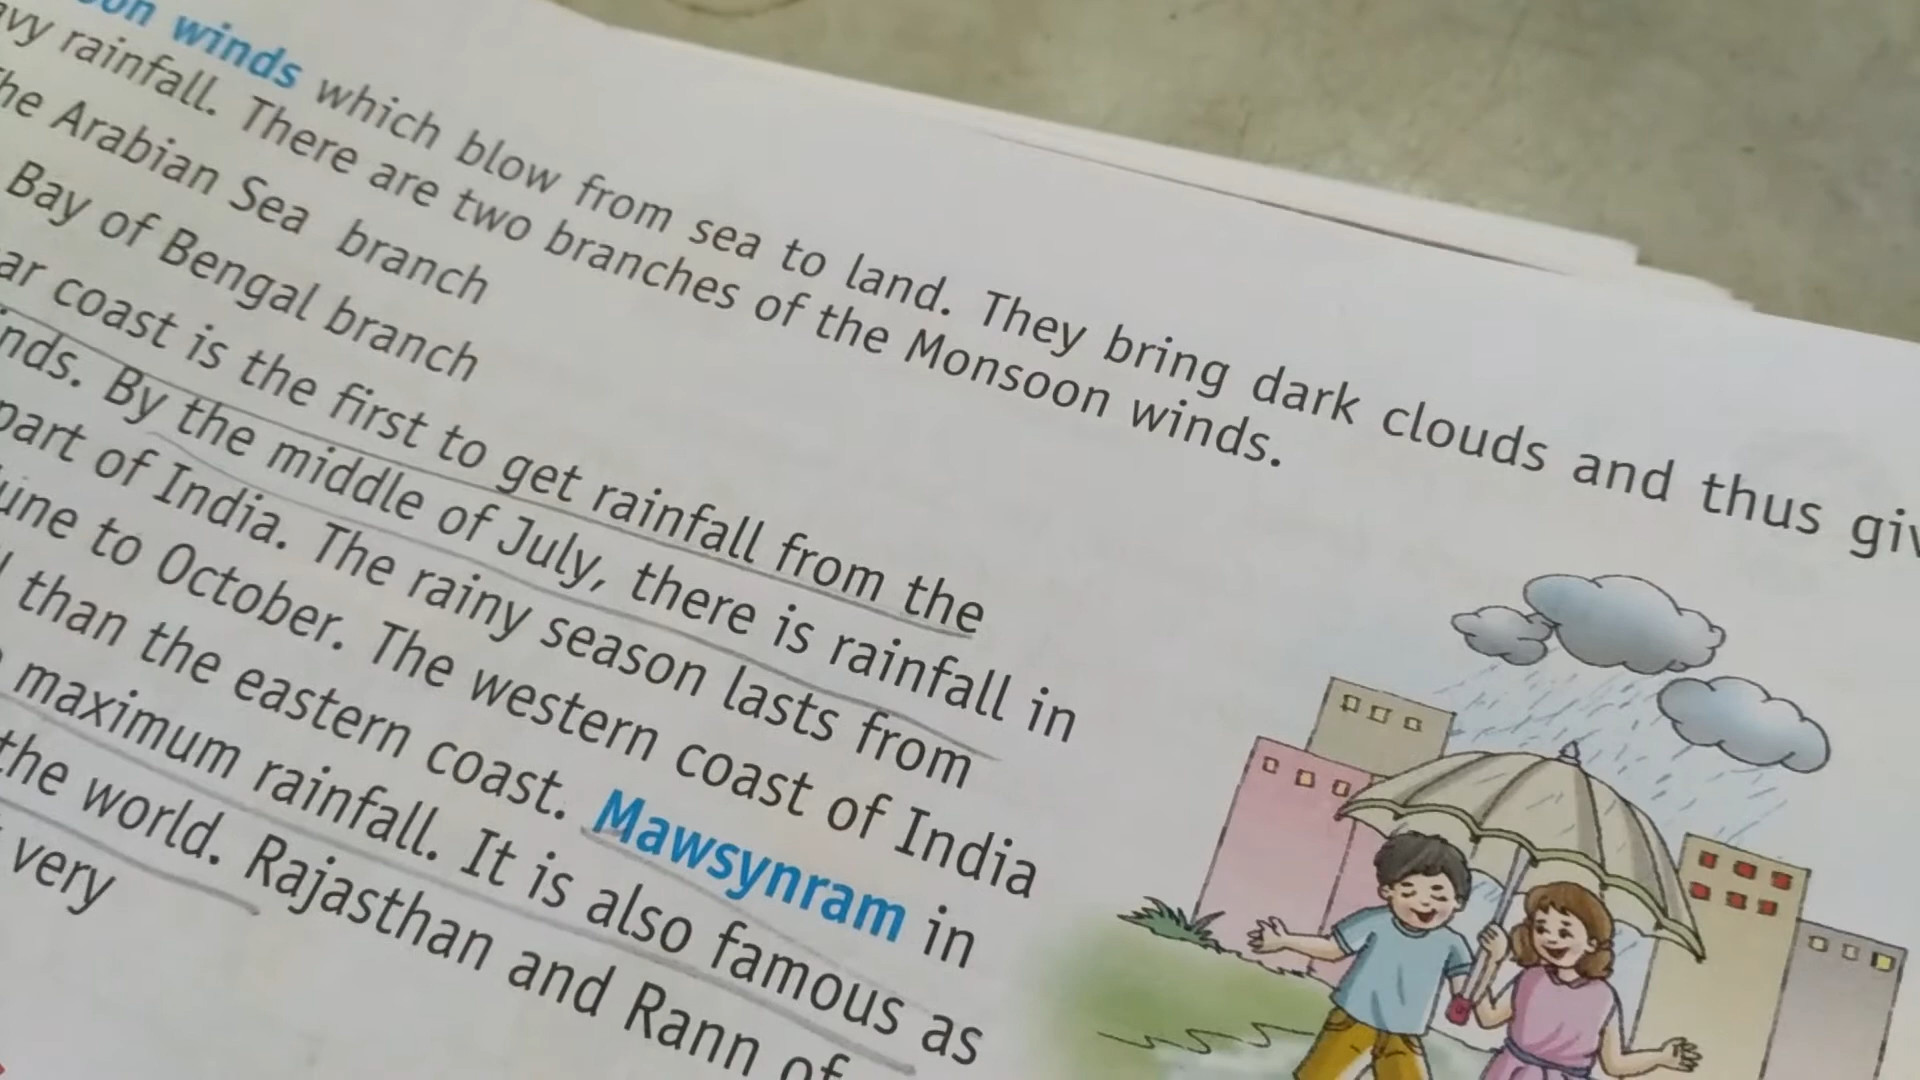 winds which blow from sea to land. They bring dark clouds and thus
rainfall. There are two branches of the Monsoon winds.
Arabian Sea branch
Bay of Bengal branch
coast is the first to get rainfall from the
By the middle of July, there is rainfall in
part of India. The rainy season lasts from
to October. The western coast of India
than the eastern coast. Mawsynram in
maximum rainfall. It is also famous as
the world. Rajasthan and Rann of
very